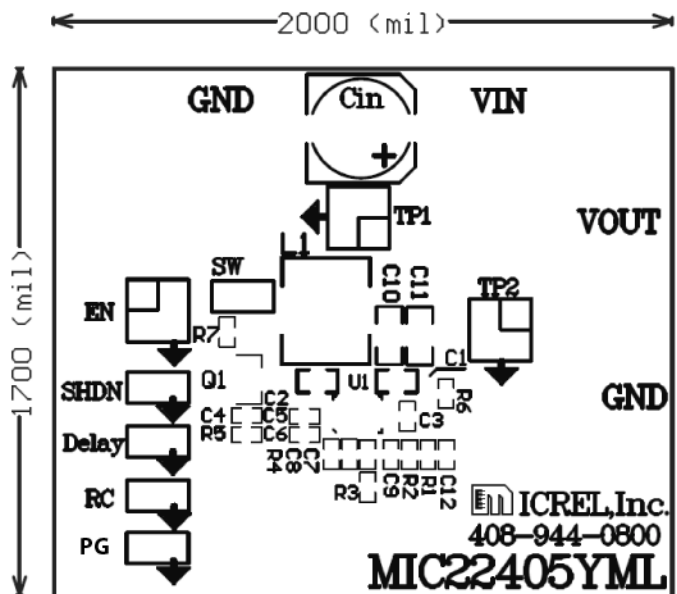 2000 (mil)
GND
Cin
VIN
TP1
VOUT
L1
SW
C10
C11
TP2
EN
R7
1700 (mil)
C1
SHDN
Q1
U1
R6
GND
C2
C4
C5
C3
Delay
R5
C6
R4
C8
C7
R3
C9
R2
R1
C12
RC
ICREL,Inc.
PG
408-944-0800
MIC22405YML